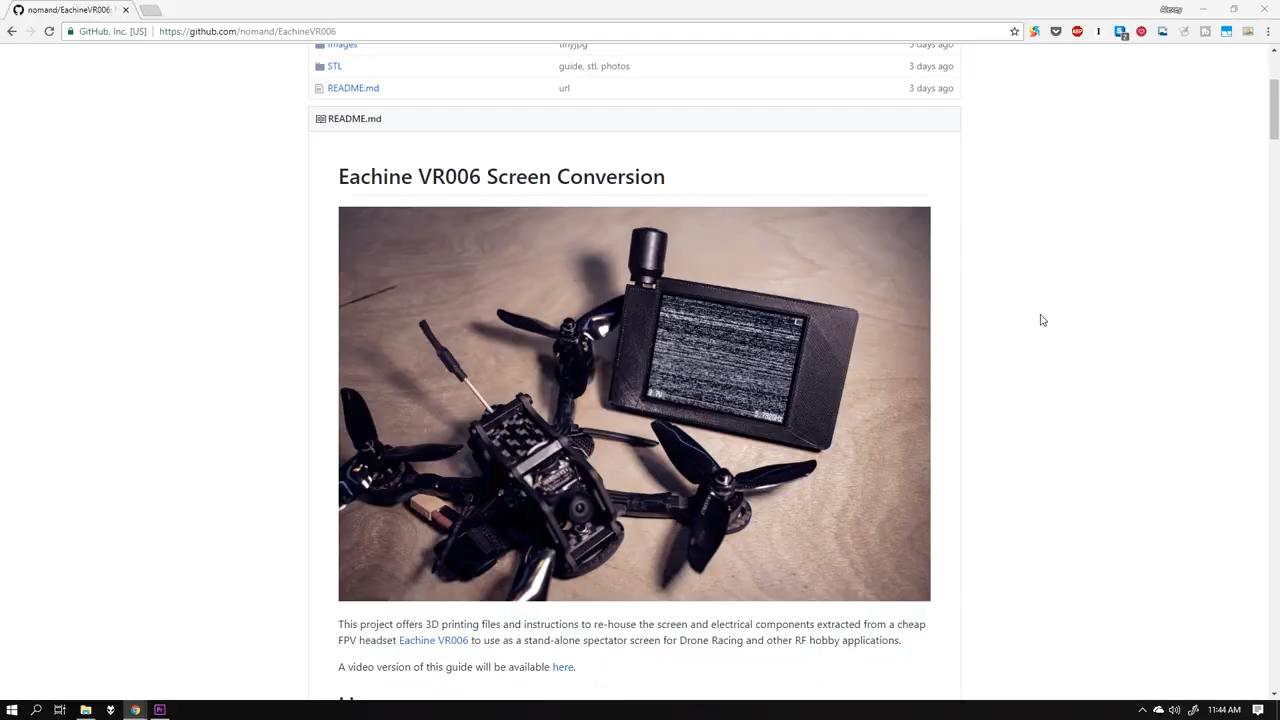 nomand/EachineVR006:
Alexey
GitHub, Inc. [US] | https://github.com/nomand/EachineVR006
Images tinyjpg 3 days ago
STL guide, stl, photos 3 days ago
README.md url 3 days ago
README.md
Eachine VR006 Screen Conversion
This project offers 3D printing files and instructions to re-house the screen and electrical components extracted from a cheap
FPV headset Eachine VR006 to use as a stand-alone spectator screen for Drone Racing and other RF hobby applications.
A video version of this guide will be available here.
11:44 AM